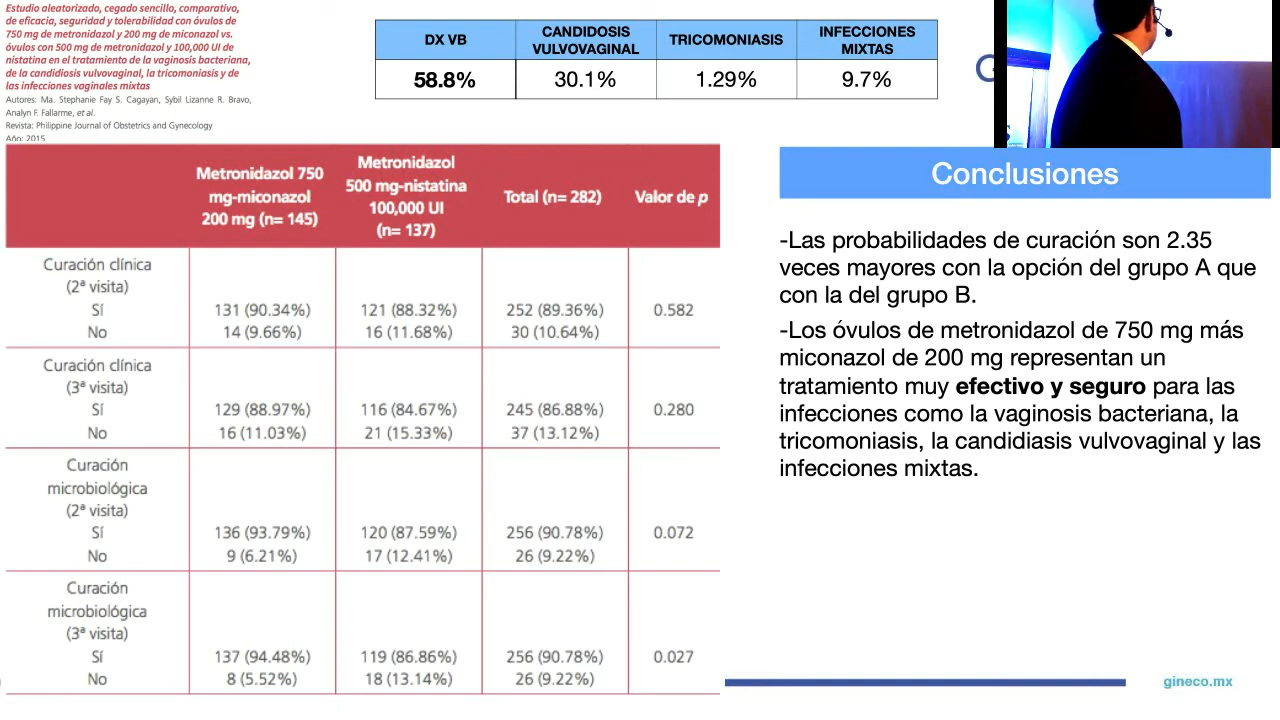 Estudio aleatorizado, cegado sencillo, comparativo,
de eficacia, seguridad y tolerabilidad con óvulos de
750 mg de metronidazol y 200 mg de miconazol vs.
óvulos con 500 mg de metronidazol y 100,000 UI de
nistatina en el tratamiento de la vaginosis bacteriana,
de la candidiosis vulvovaginal, la tricomoniosis y de
las infecciones vaginales mixtas
Autores: Ma. Stephanie Fay S. Cagayan, Sybil Lizanne R. Bravo,
Analyn F. Fallarme, et al.
Revista: Philippine Journal of Obstetrics and Gynecology
Año: 2015
DX VB CANDIDOSIS VULVOVAGINAL TRICOMONIASIS INFECCIONES MIXTAS
58.8% 30.1% 1.29% 9.7%
Metronidazol 750 mg-miconazol 200 mg (n= 145) Metronidazol 500 mg-nistatina 100,000 UI (n= 137) Total (n= 282) Valor de p
Curación clínica
(2ª visita)
Sí 131 (90.34%) 121 (88.32%) 252 (89.36%) 0.582
No 14 (9.66%) 16 (11.68%) 30 (10.64%)
Curación clínica
(3ª visita)
Sí 129 (88.97%) 116 (84.67%) 245 (86.88%) 0.280
No 16 (11.03%) 21 (15.33%) 37 (13.12%)
Curación
microbiológica
(2ª visita)
Sí 136 (93.79%) 120 (87.59%) 256 (90.78%) 0.072
No 9 (6.21%) 17 (12.41%) 26 (9.22%)
Curación
microbiológica
(3ª visita)
Sí 137 (94.48%) 119 (86.86%) 256 (90.78%) 0.027
No 8 (5.52%) 18 (13.14%) 26 (9.22%)
Conclusiones
-Las probabilidades de curación son 2.35
veces mayores con la opción del grupo A que
con la del grupo B.
-Los óvulos de metronidazol de 750 mg más
miconazol de 200 mg representan un
tratamiento muy efectivo y seguro para las
infecciones como la vaginosis bacteriana, la
tricomoniasis, la candidiasis vulvovaginal y las
infecciones mixtas.
gineco.mx